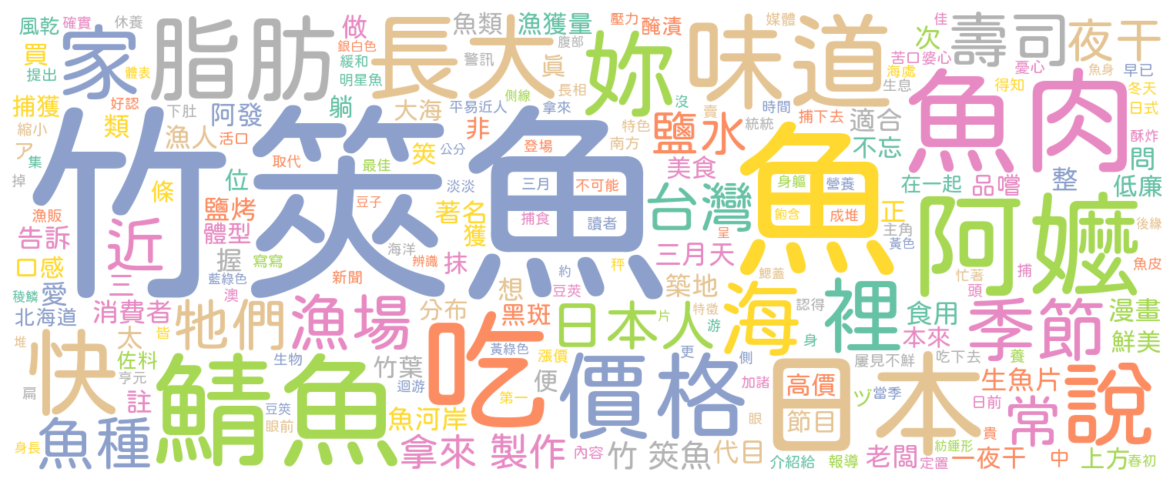 竹筴魚
魚
吃
鯖魚
日本
魚肉
阿嬤
味道
長大
脂肪
家
妳
壽司
夜干
海
裡
季節
說
常
價格
漁場
牠們
快
魚種
近
台灣
鹽水
日本人
三月天
美食
築地
黑斑
想
抹
握
著名
獲
體型
鹽烤
位
條
筴
非
類
漁人
阿發
躺
大海
捕獲
買
風乾
休養
確實
提出
體表
銀白色
緩和
明星魚
腹部
做
魚類
漁獲量
醃漬
警訊
真
長相
壓力
媒體
次
佳
苦口婆心
憂心
海處
生息
得知
魚身
早已
冬天
日式
酥炸
問
低廉
整
品嚐
在一起
正
不忘
適合
時間
捕下去
統統
賣
沒
特色
南方
拿來
平易近人
側線
登場
三月
不可能
捕食
讀者
身軀
營養
飽含
成堆
呈
主角
黃色
鰓蓋
忙著
頭
捕
魚皮
後緣
漫畫
鮮美
食用
本來
屢見不鮮
吃下去
養
認得
身
游
特徵
片
更
側
加諸
漲價
眼
秤
約
豆莢
豆子
淡淡
公分
最佳
取代
活口
下肚
好認
縮小
ア
集
掉
漁販
告訴
口感
三
愛
稜鱗
北海道
消費者
藍綠色
澳
寫寫
新聞
辨識
海洋
分布
竹葉
迴游
黃綠色
生物
皆
太
佐料
亨元
註
堆
扁
身長
豆莢
眼前
魚河岸
便
第一
拿來
製作
內容
竹筴魚
代目
高價
節目
ヅ
當季
貴
日前
生魚片
紡錘形
介紹給
報導
老闆
定置
一夜干
中
上方
春初